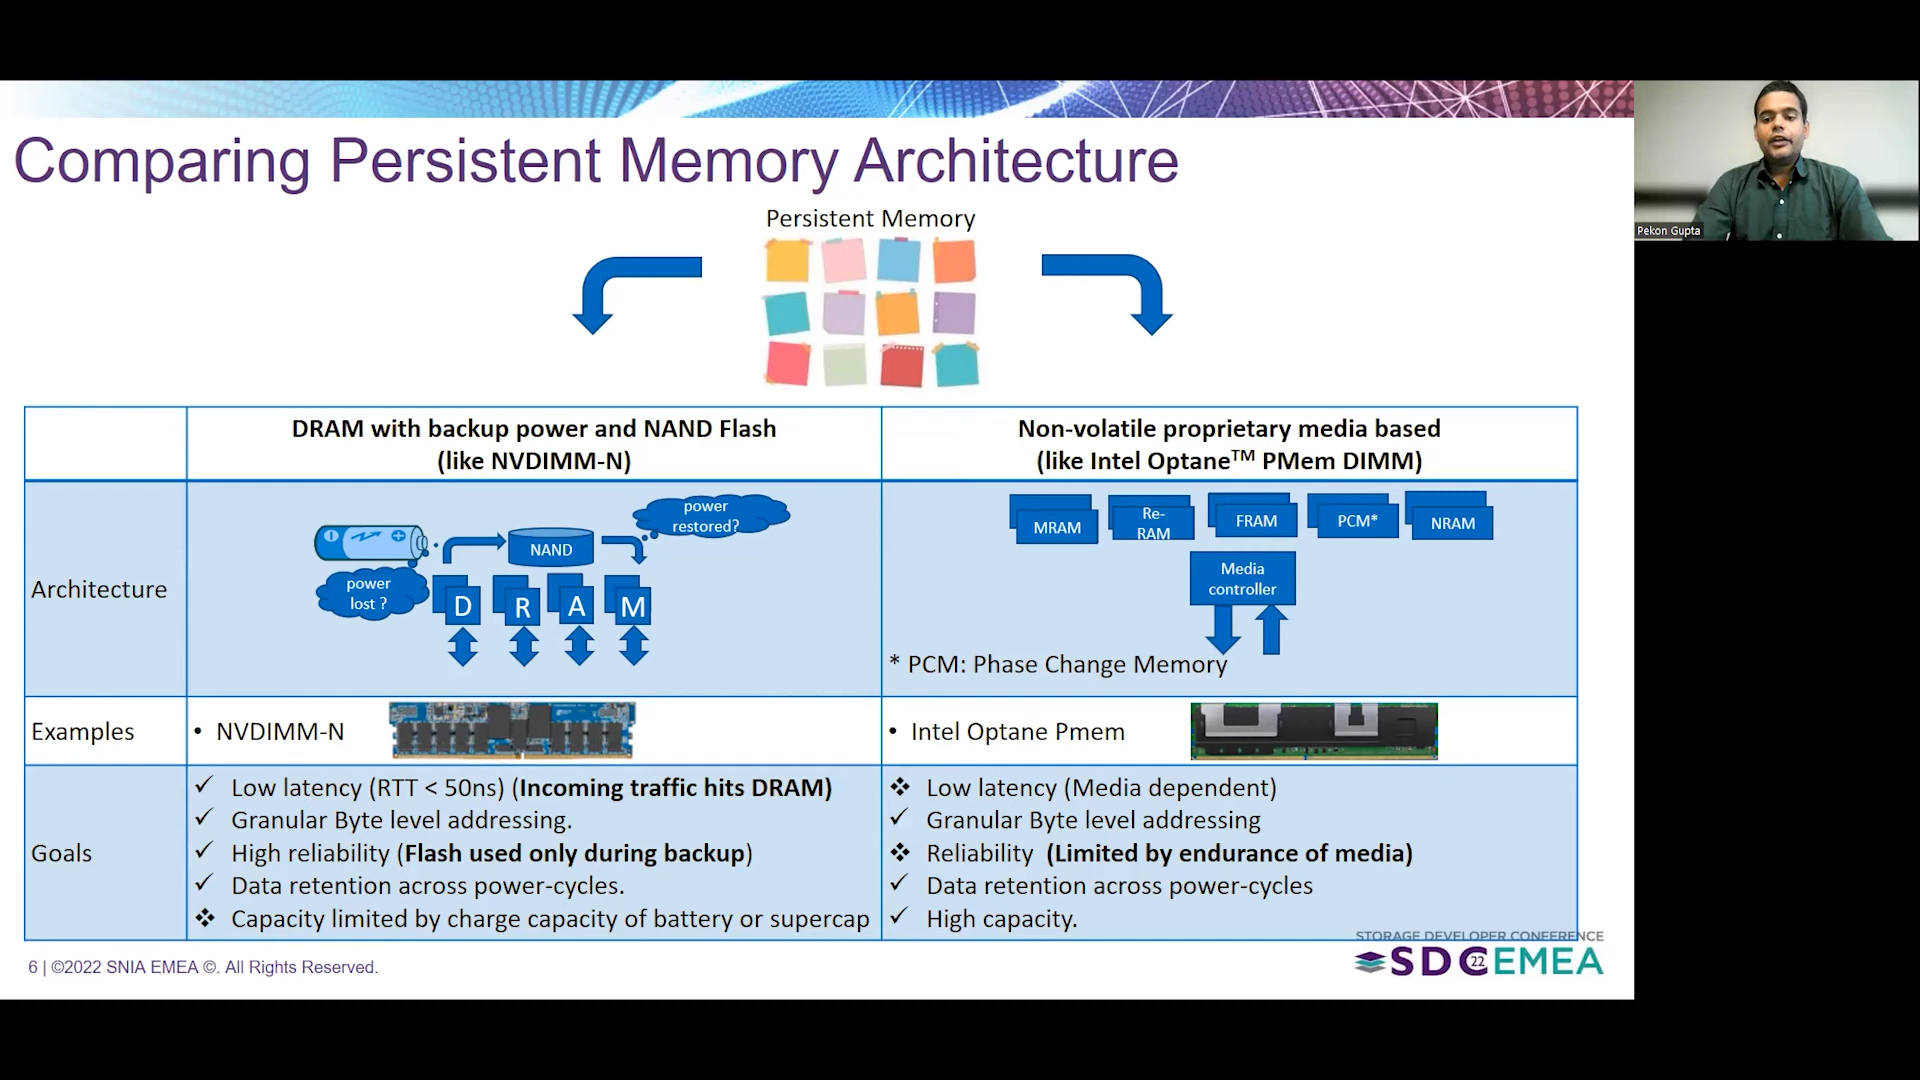 Comparing Persistent Memory Architecture
Pekon Gupta
Persistent Memory
DRAM with backup power and NAND Flash
(like NVDIMM-N)
Non-volatile proprietary media based
(like Intel Optane™ PMem DIMM)
Architecture
power
lost ?
NAND
power
restored?
D R A M
MRAM
Re-
RAM
FRAM
PCM*
NRAM
Media
controller
* PCM: Phase Change Memory
Examples
• NVDIMM-N
• Intel Optane Pmem
Goals
✓ Low latency (RTT < 50ns) (Incoming traffic hits DRAM)
✓ Granular Byte level addressing.
✓ High reliability (Flash used only during backup)
✓ Data retention across power-cycles.
❖ Capacity limited by charge capacity of battery or supercap
❖ Low latency (Media dependent)
✓ Granular Byte level addressing
❖ Reliability (Limited by endurance of media)
✓ Data retention across power-cycles
✓ High capacity.
6 | ©2022 SNIA EMEA ©. All Rights Reserved.
STORAGE DEVELOPER CONFERENCE
SDC 22 EMEA